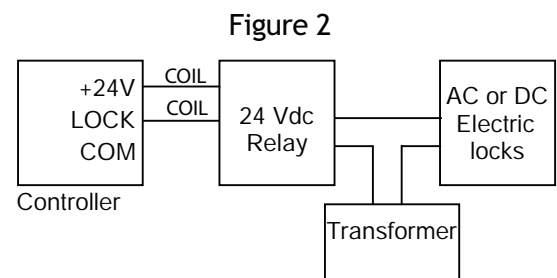 Figure 2
+24V
LOCK
COM
Controller
COIL
COIL
24 Vdc
Relay
AC or DC
Electric
locks
Transformer